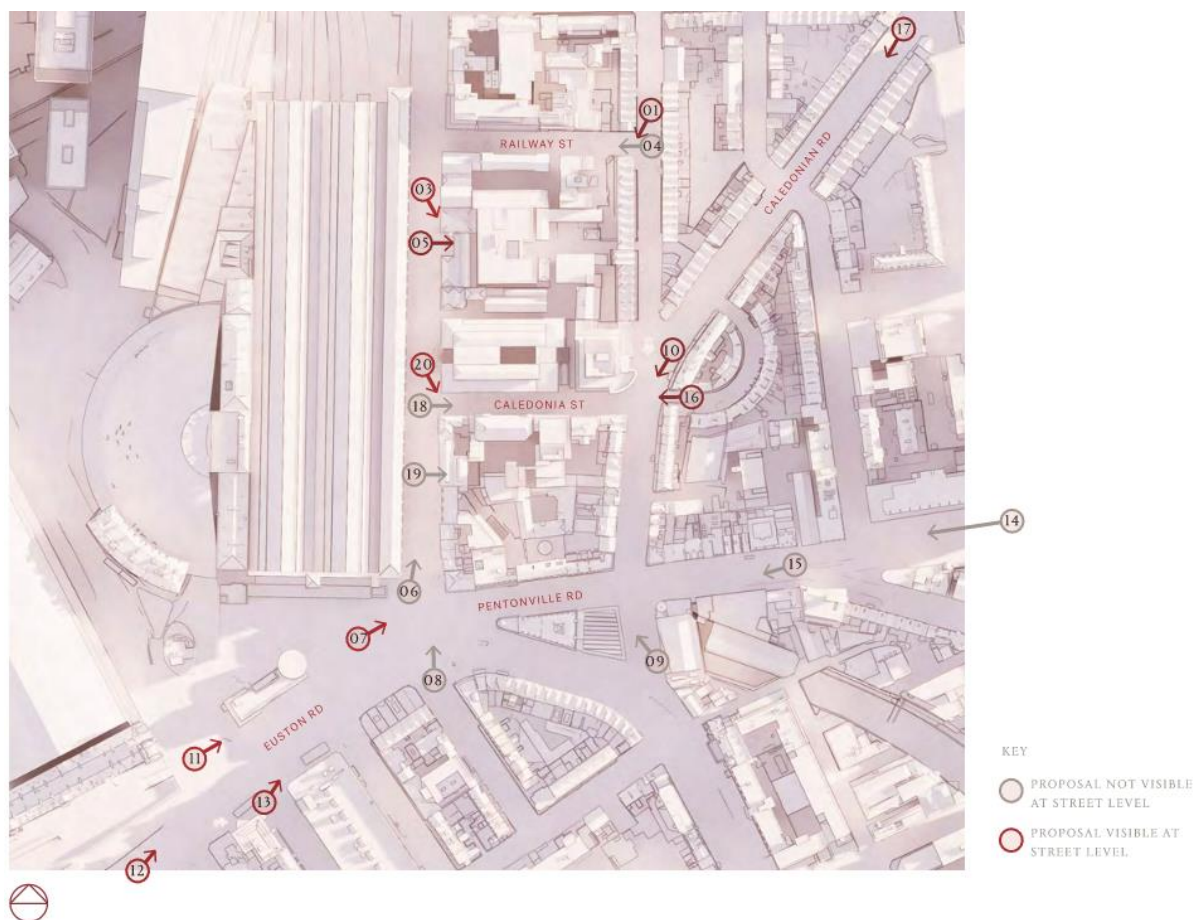 17
01
RAILWAY ST
04
CALEDONIAN RD
03
05
10
20
16
18
CALEDONIA ST
19
14
15
06
PENTONVILLE RD
07
09
08
EUSTON RD
11
13
12
KEY
PROPOSAL NOT VISIBLE
AT STREET LEVEL
PROPOSAL VISIBLE AT
STREET LEVEL